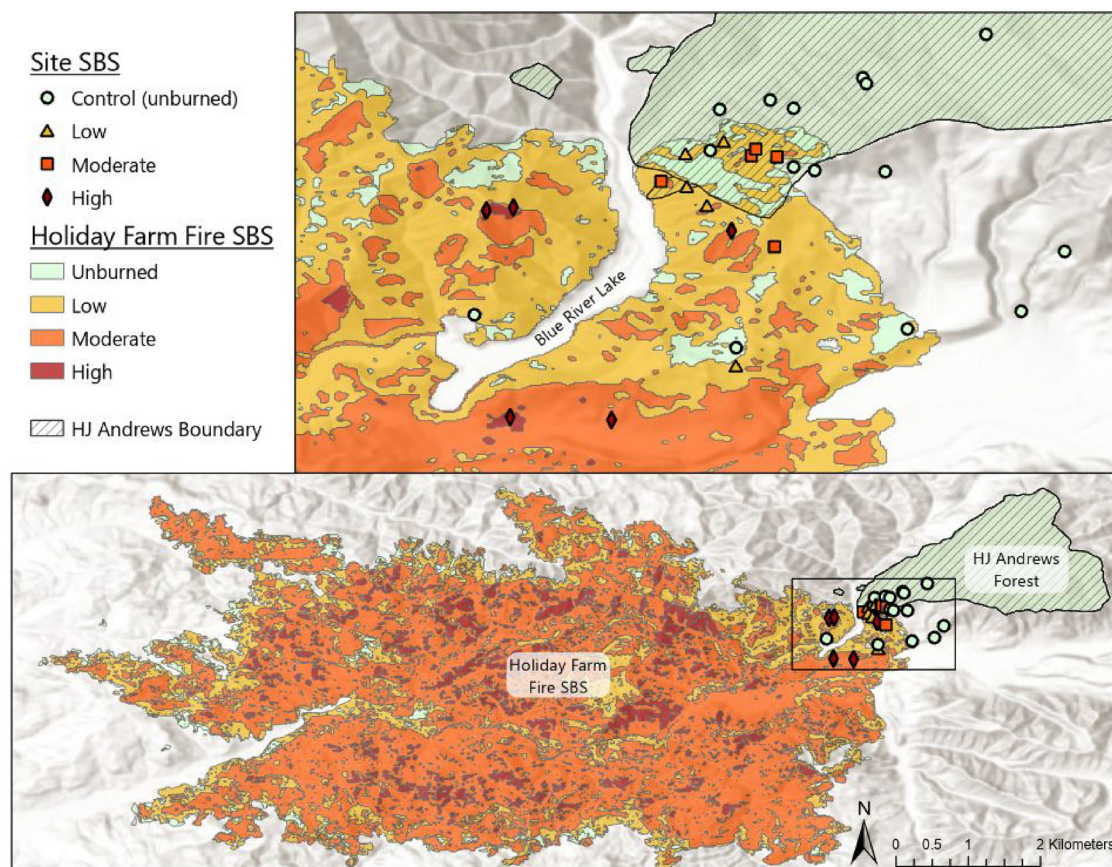 Site SBS
Control (unburned)
Low
Moderate
High
Holiday Farm Fire SBS
Unburned
Low
Moderate
High
HJ Andrews Boundary
Blue River Lake
HJ Andrews
Forest
Holiday Farm
Fire SBS
N
0 0.5 1 2 Kilometers